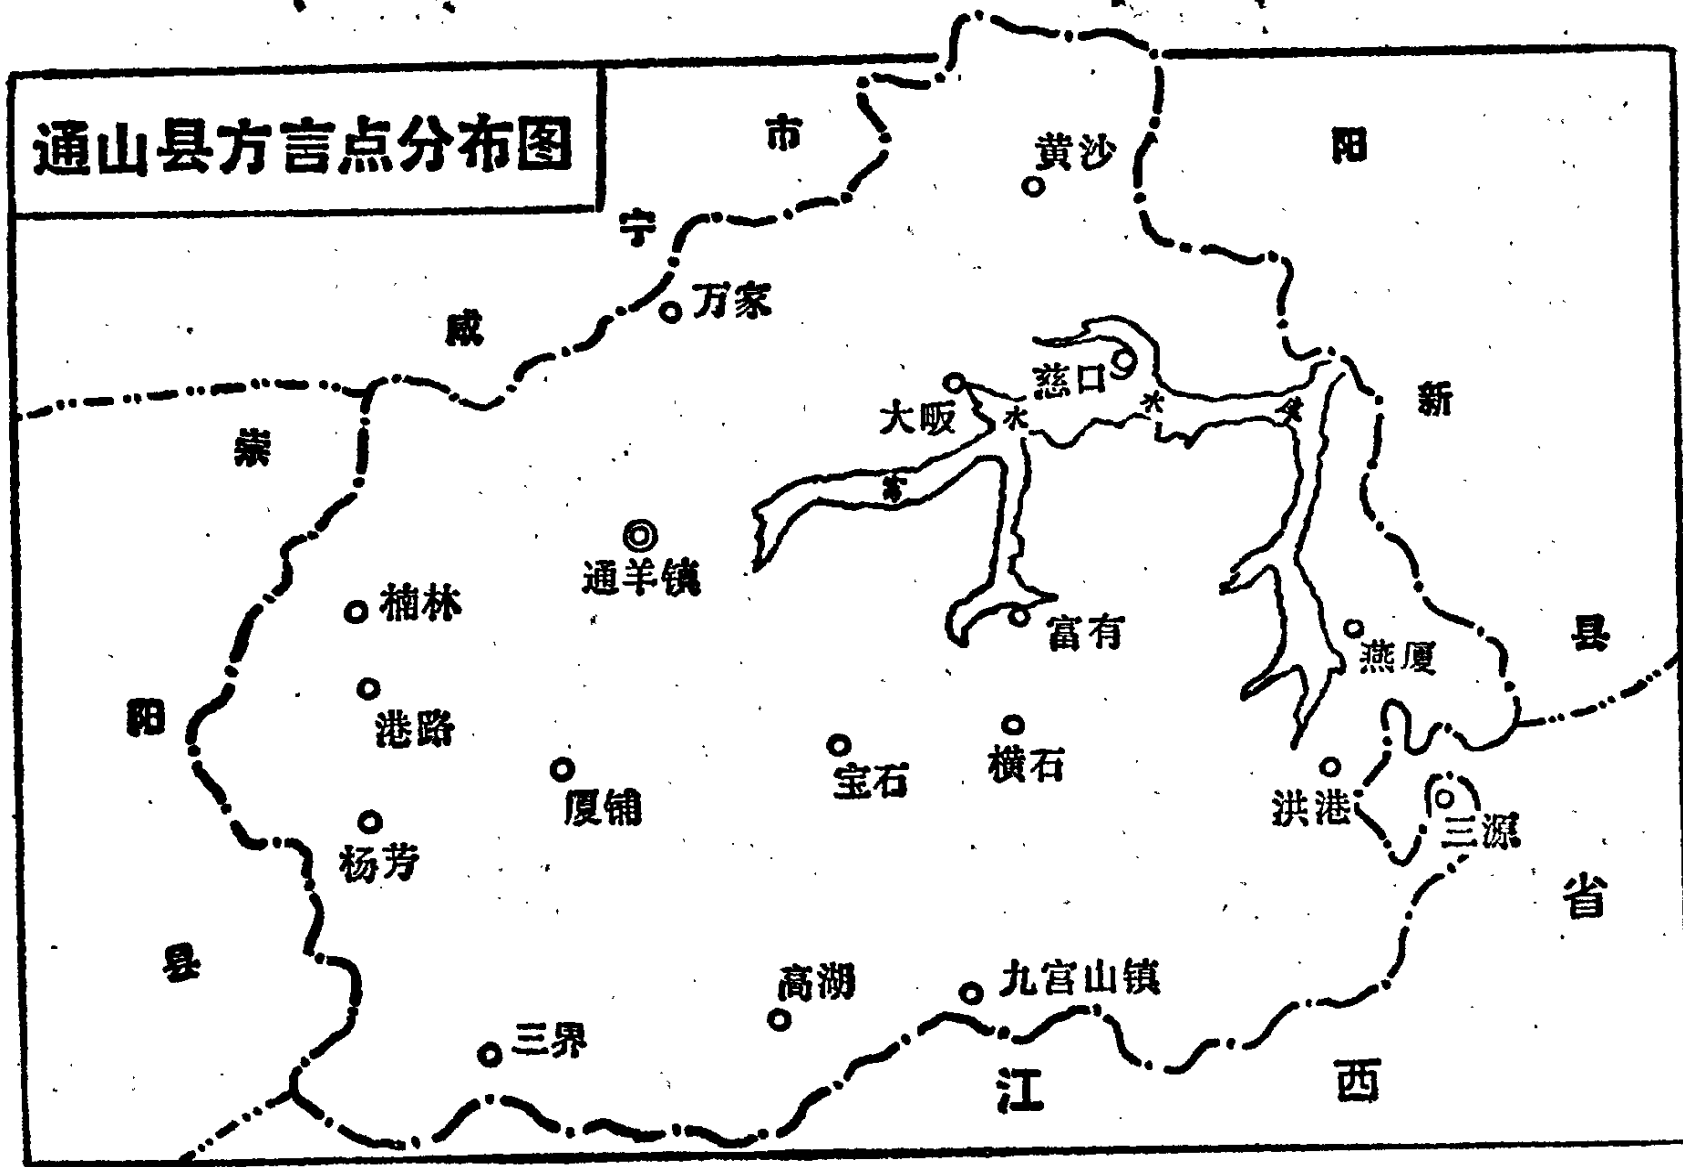 通山县方言点分布图
市
阳
黄沙
宁
万家
咸
慈口
新
大畈
水
水
崇
富
通羊镇
楠林
富有
燕厦
县
阳
港路
横石
宝石
厦铺
洪港
三源
杨芳
省
县
高湖
九宫山镇
三界
江
西